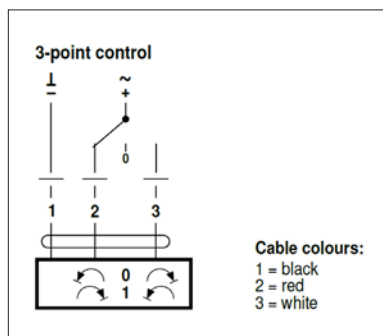 3-point control
⊥ ~
– +
0
1 2 3
0
1
Cable colours:
1 = black
2 = red
3 = white